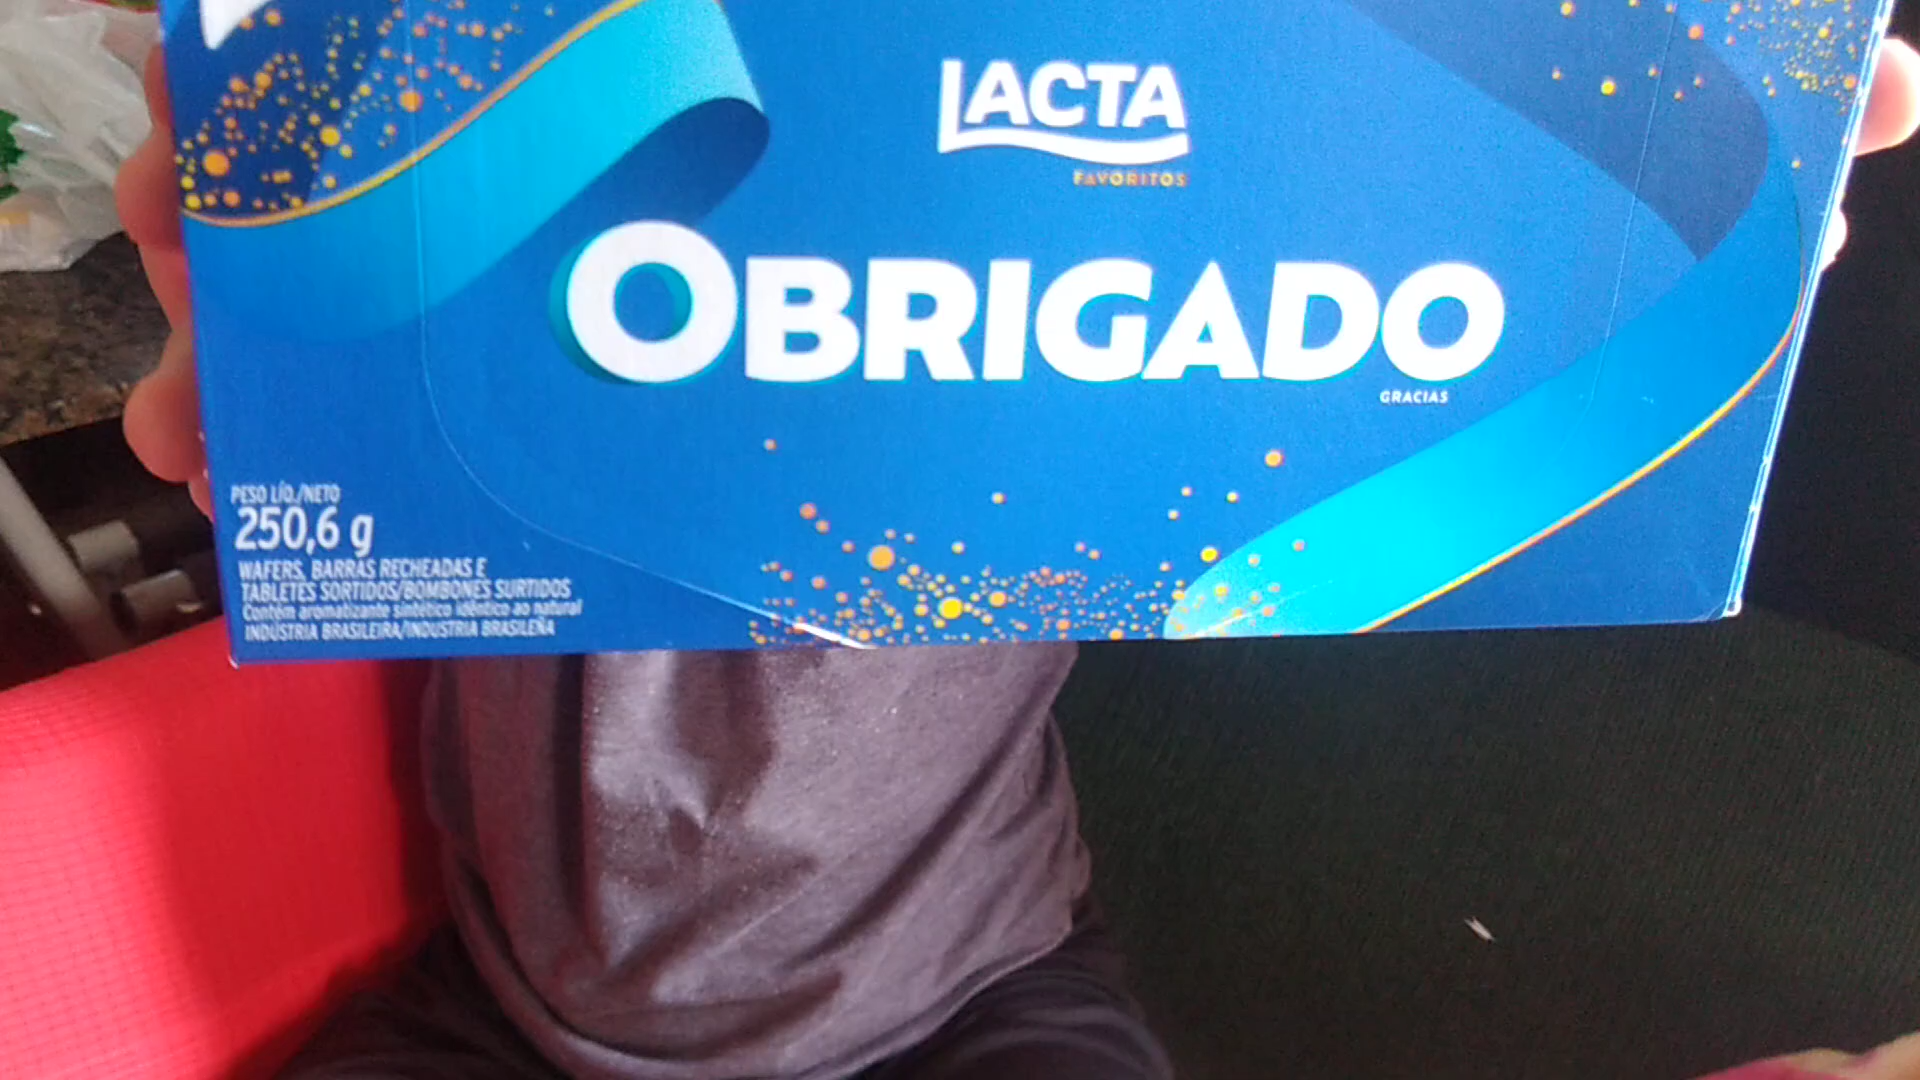 LACTA
FAVORITOS
OBRIGADO
GRACIAS
PESO LÍQ./NETO
250,6 g
WAFERS, BARRAS RECHEADAS E
TABLETES SORTIDOS/BOMBONES SURTIDOS
Contém aromatizante sintético idêntico ao natural
INDÚSTRIA BRASILEIRA/INDUSTRIA BRASILEÑA